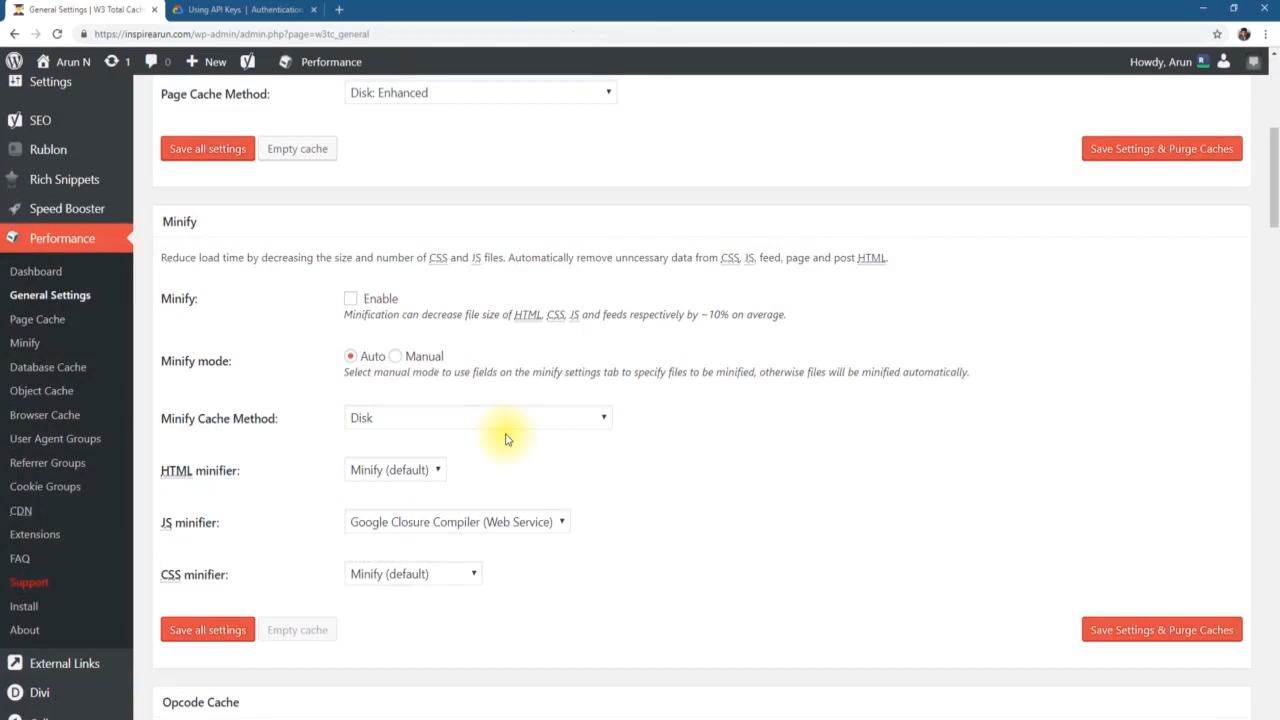 General Settings | W3 Total Cach
Using API Keys | Authentication
https://inspirearun.com/wp-admin/admin.php?page=w3tc_general
Arun N
1
0
New
Performance
Howdy, Arun
Settings
SEO
Rublon
Rich Snippets
Speed Booster
Performance
Dashboard
General Settings
Page Cache
Minify
Database Cache
Object Cache
Browser Cache
User Agent Groups
Referrer Groups
Cookie Groups
CDN
Extensions
FAQ
Support
Install
About
External Links
Divi
Page Cache Method: Disk: Enhanced
Save all settings Empty cache Save Settings & Purge Caches
Minify
Reduce load time by decreasing the size and number of CSS and JS files. Automatically remove unncessary data from CSS, JS, feed, page and post HTML.
Minify: Enable
Minification can decrease file size of HTML, CSS, JS and feeds respectively by ~10% on average.
Minify mode: Auto Manual
Select manual mode to use fields on the minify settings tab to specify files to be minified, otherwise files will be minified automatically.
Minify Cache Method: Disk
HTML minifier: Minify (default)
JS minifier: Google Closure Compiler (Web Service)
CSS minifier: Minify (default)
Save all settings Empty cache Save Settings & Purge Caches
Opcode Cache